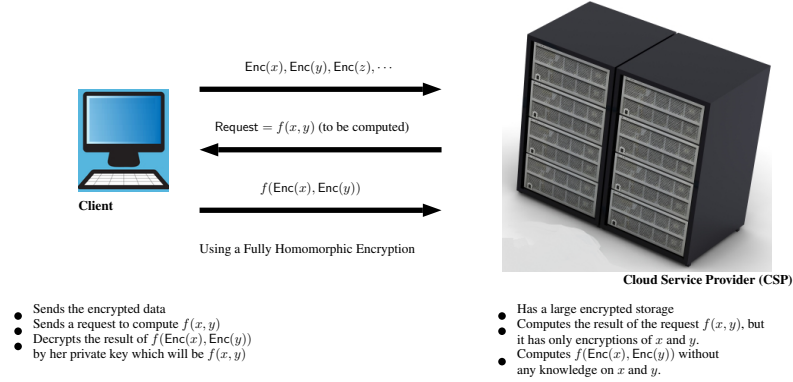 Enc(x), Enc(y), Enc(z), ⋯
Request = f(x, y) (to be computed)
f(Enc(x), Enc(y))
Client
Using a Fully Homomorphic Encryption
Cloud Service Provider (CSP)
● Sends the encrypted data
● Sends a request to compute f(x, y)
● Decrypts the result of f(Enc(x), Enc(y))
by her private key which will be f(x, y)
● Has a large encrypted storage
● Computes the result of the request f(x, y), but
it has only encryptions of x and y.
● Computes f(Enc(x), Enc(y)) without
any knowledge on x and y.